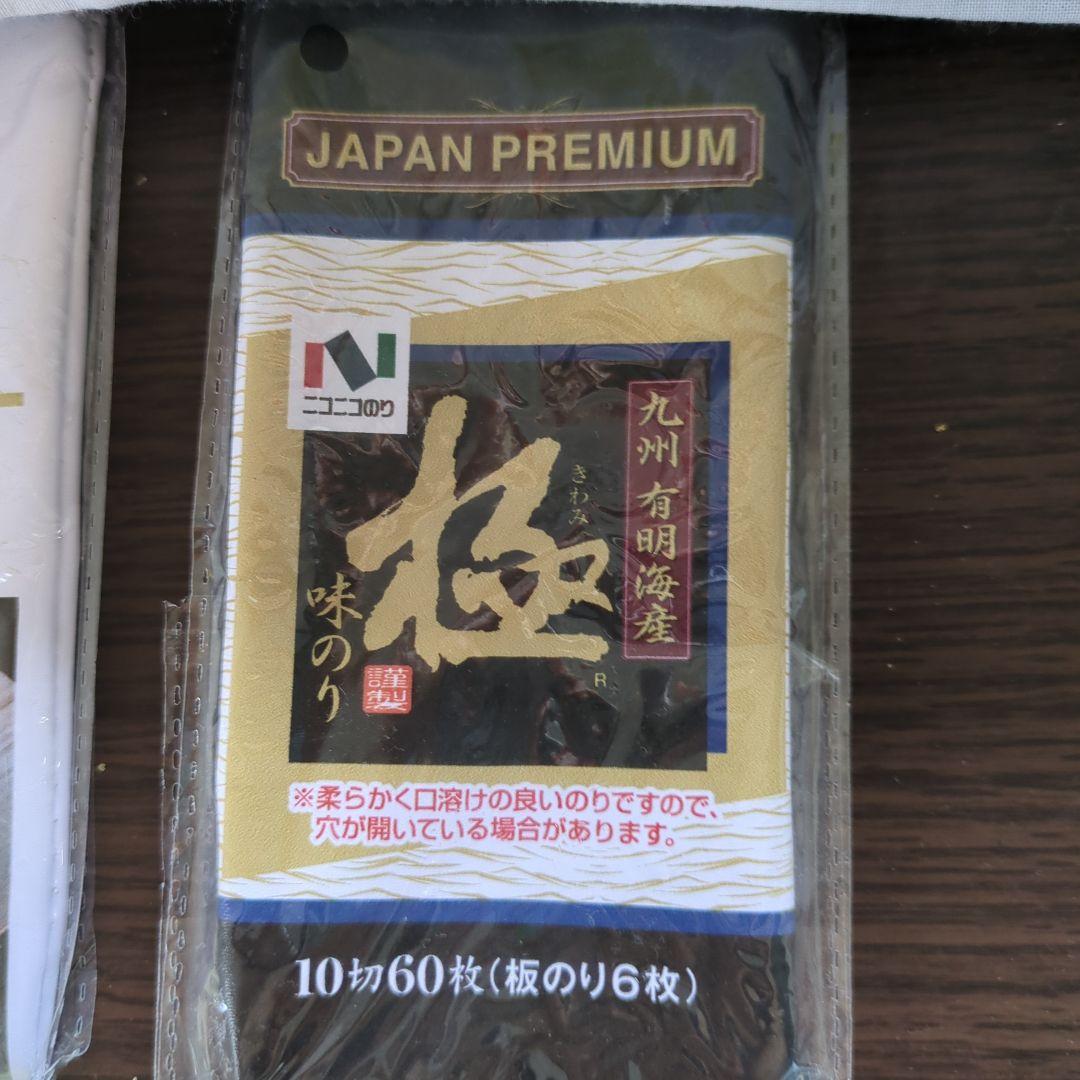 JAPAN PREMIUM
ニコニコのり
九州 有明海産
極
きわみ
味のり
謹製
R
※柔らかく口溶けの良いのりですので、
穴が開いている場合があります。
10切60枚(板のり6枚)